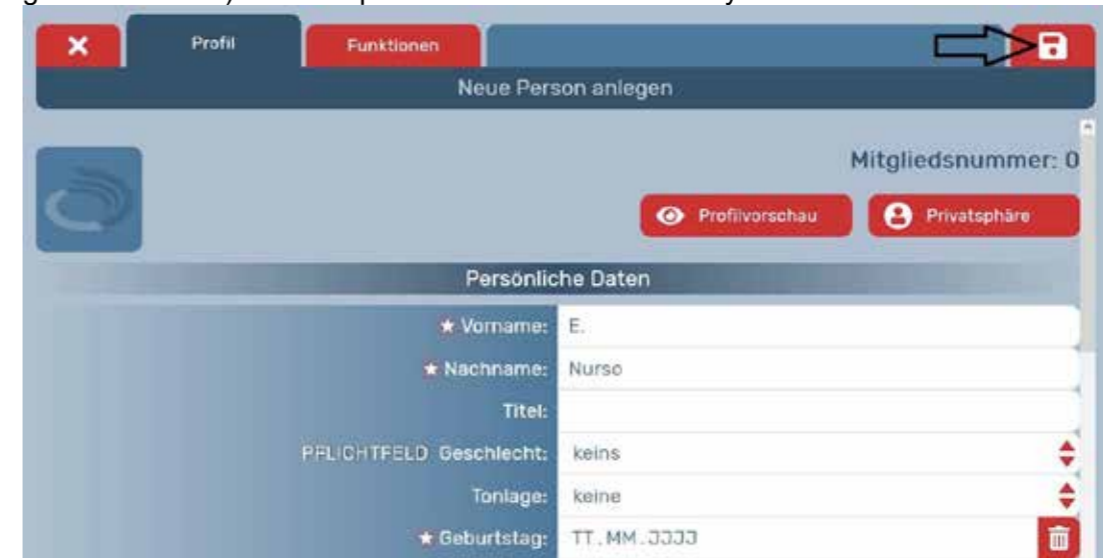 Profil Funktionen
Neue Person anlegen
Mitgliedsnummer: 0
Profilvorschau Privatsphäre
Persönliche Daten
Vorname: E.
Nachname: Nurso
Titel:
PFLICHTFELD Geschlecht: keins
Tonlage: keine
Geburtstag: TT.MM.JJJJ